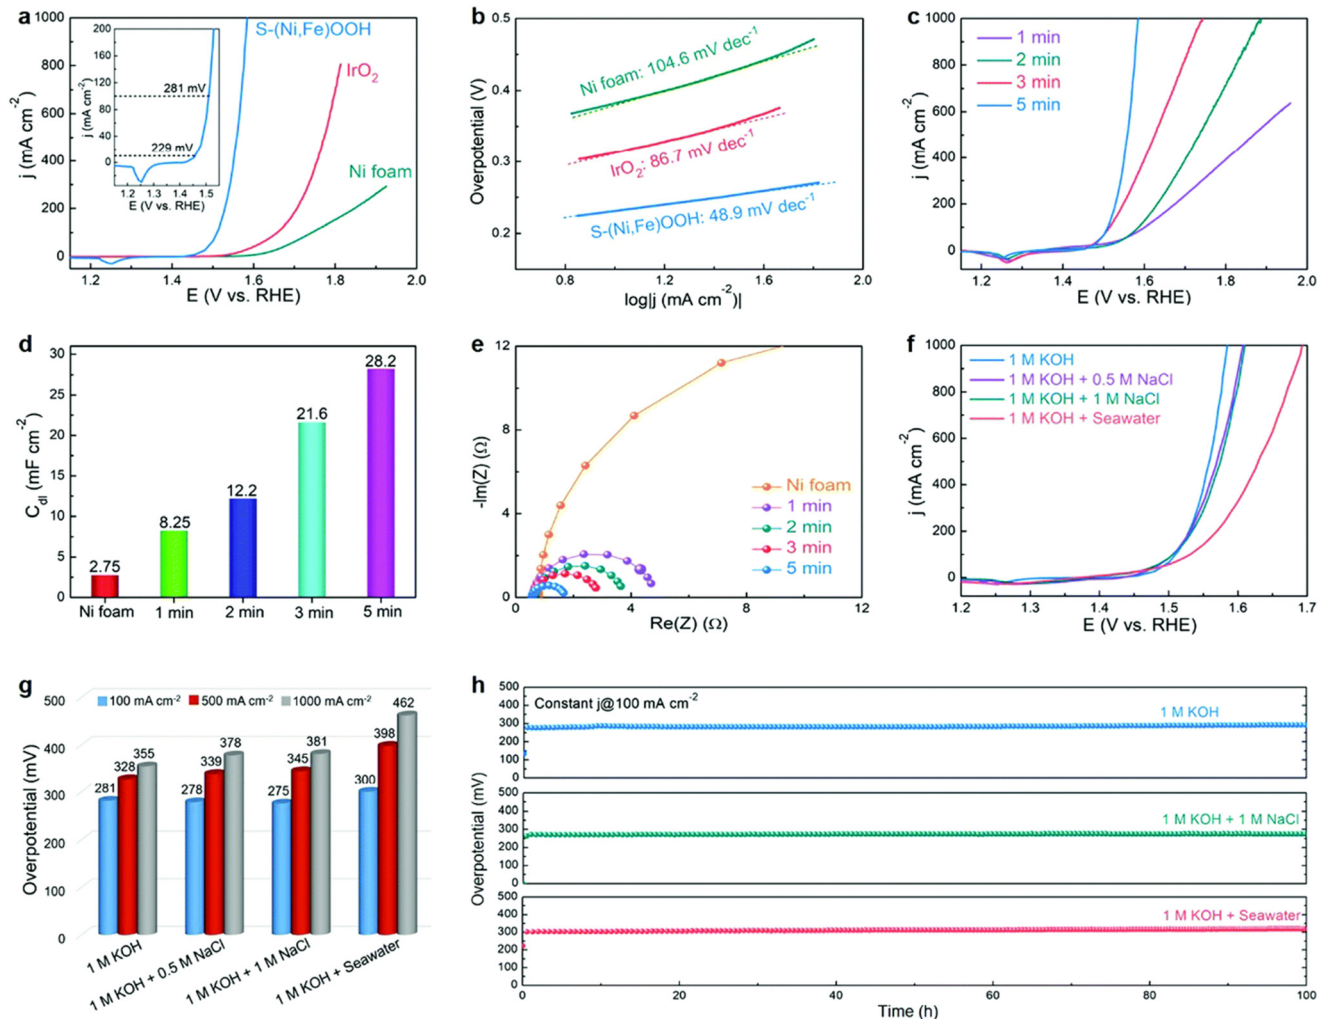 a
1000
800
600
400
200
0
j (mA cm⁻²)
1.2
1.4
1.6
1.8
2.0
E (V vs. RHE)
S-(Ni,Fe)OOH
IrO₂
Ni foam
200
160
120
80
40
0
j (mA cm⁻²)
281 mV
229 mV
1.2
1.3
1.4
1.5
E (V vs. RHE)
b
0.5
0.4
0.3
0.2
Overpotential (V)
Ni foam: 104.6 mV dec⁻¹
IrO₂: 86.7 mV dec⁻¹
S-(Ni,Fe)OOH: 48.9 mV dec⁻¹
0.8
1.2
1.6
2.0
log|j (mA cm⁻²)|
c
1000
800
600
400
200
0
j (mA cm⁻²)
1 min
2 min
3 min
5 min
1.2
1.4
1.6
1.8
2.0
E (V vs. RHE)
d
30
25
20
15
10
5
0
C_dl (mF cm⁻²)
2.75
8.25
12.2
21.6
28.2
Ni foam
1 min
2 min
3 min
5 min
e
12
8
4
0
-Im(Z) (Ω)
Ni foam
1 min
2 min
3 min
5 min
0
4
8
12
Re(Z) (Ω)
f
1000
800
600
400
200
0
j (mA cm⁻²)
1 M KOH
1 M KOH + 0.5 M NaCl
1 M KOH + 1 M NaCl
1 M KOH + Seawater
1.2
1.3
1.4
1.5
1.6
1.7
E (V vs. RHE)
g
100 mA cm⁻²
500 mA cm⁻²
1000 mA cm⁻²
500
400
300
200
100
0
Overpotential (mV)
281
328
355
278
339
378
275
345
381
300
398
462
1 M KOH
1 M KOH + 0.5 M NaCl
1 M KOH + 1 M NaCl
1 M KOH + Seawater
h
Constant j@100 mA cm⁻²
500
400
300
200
100
0
1 M KOH
500
400
300
200
100
0
1 M KOH + 1 M NaCl
500
400
300
200
100
0
1 M KOH + Seawater
Overpotential (mV)
0
20
40
60
80
100
Time (h)